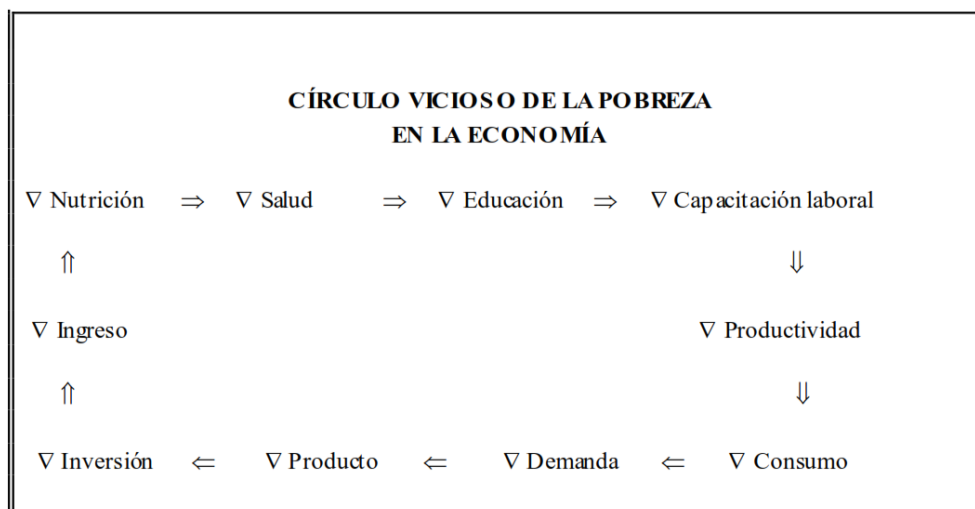 CÍRCULO VICIOSO DE LA POBREZA
EN LA ECONOMÍA
∇ Nutrición ⇒ ∇ Salud ⇒ ∇ Educación ⇒ ∇ Capacitación laboral
⇑ ⇓
∇ Ingreso ∇ Productividad
⇑ ⇓
∇ Inversión ⇐ ∇ Producto ⇐ ∇ Demanda ⇐ ∇ Consumo